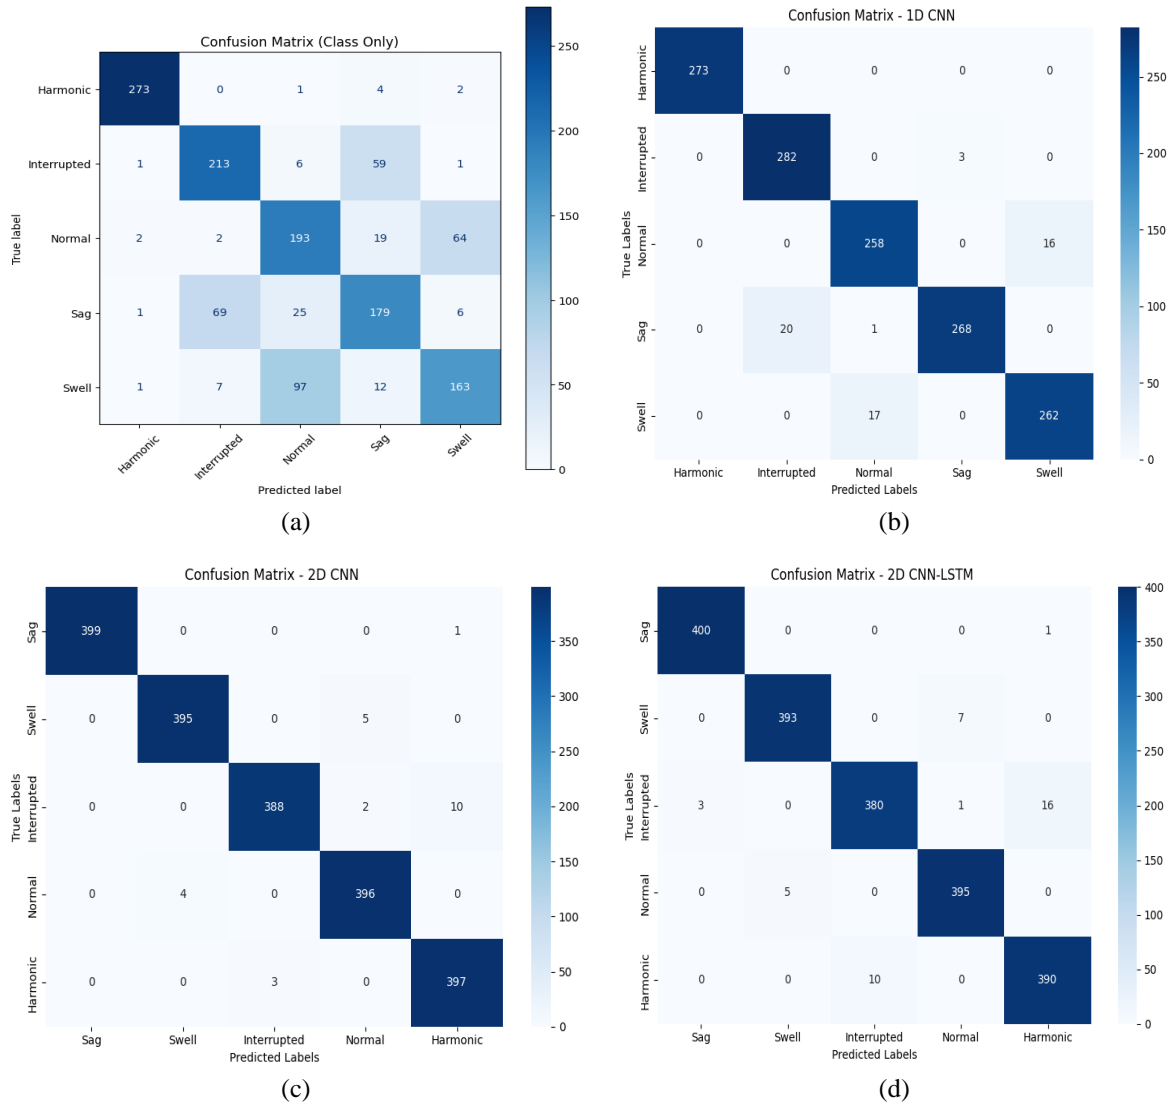 Confusion Matrix (Class Only)
True label
Harmonic 273 0 1 4 2
Interrupted 1 213 6 59 1
Normal 2 2 193 19 64
Sag 1 69 25 179 6
Swell 1 7 97 12 163
Harmonic Interrupted Normal Sag Swell
Predicted label
250
200
150
100
50
0
(a)
Confusion Matrix - 1D CNN
True Labels
Harmonic 273 0 0 0 0
Interrupted 0 282 0 3 0
Normal 0 0 258 0 16
Sag 0 20 1 268 0
Swell 0 0 17 0 262
Harmonic Interrupted Normal Sag Swell
Predicted Labels
250
200
150
100
50
0
(b)
Confusion Matrix - 2D CNN
True Labels
Sag 399 0 0 0 1
Swell 0 395 0 5 0
Interrupted 0 0 388 2 10
Normal 0 4 0 396 0
Harmonic 0 0 3 0 397
Sag Swell Interrupted Normal Harmonic
Predicted Labels
350
300
250
200
150
100
50
0
(c)
Confusion Matrix - 2D CNN-LSTM
True Labels
Sag 400 0 0 0 1
Swell 0 393 0 7 0
Interrupted 3 0 380 1 16
Normal 0 5 0 395 0
Harmonic 0 0 10 0 390
Sag Swell Interrupted Normal Harmonic
Predicted Labels
400
350
300
250
200
150
100
50
0
(d)